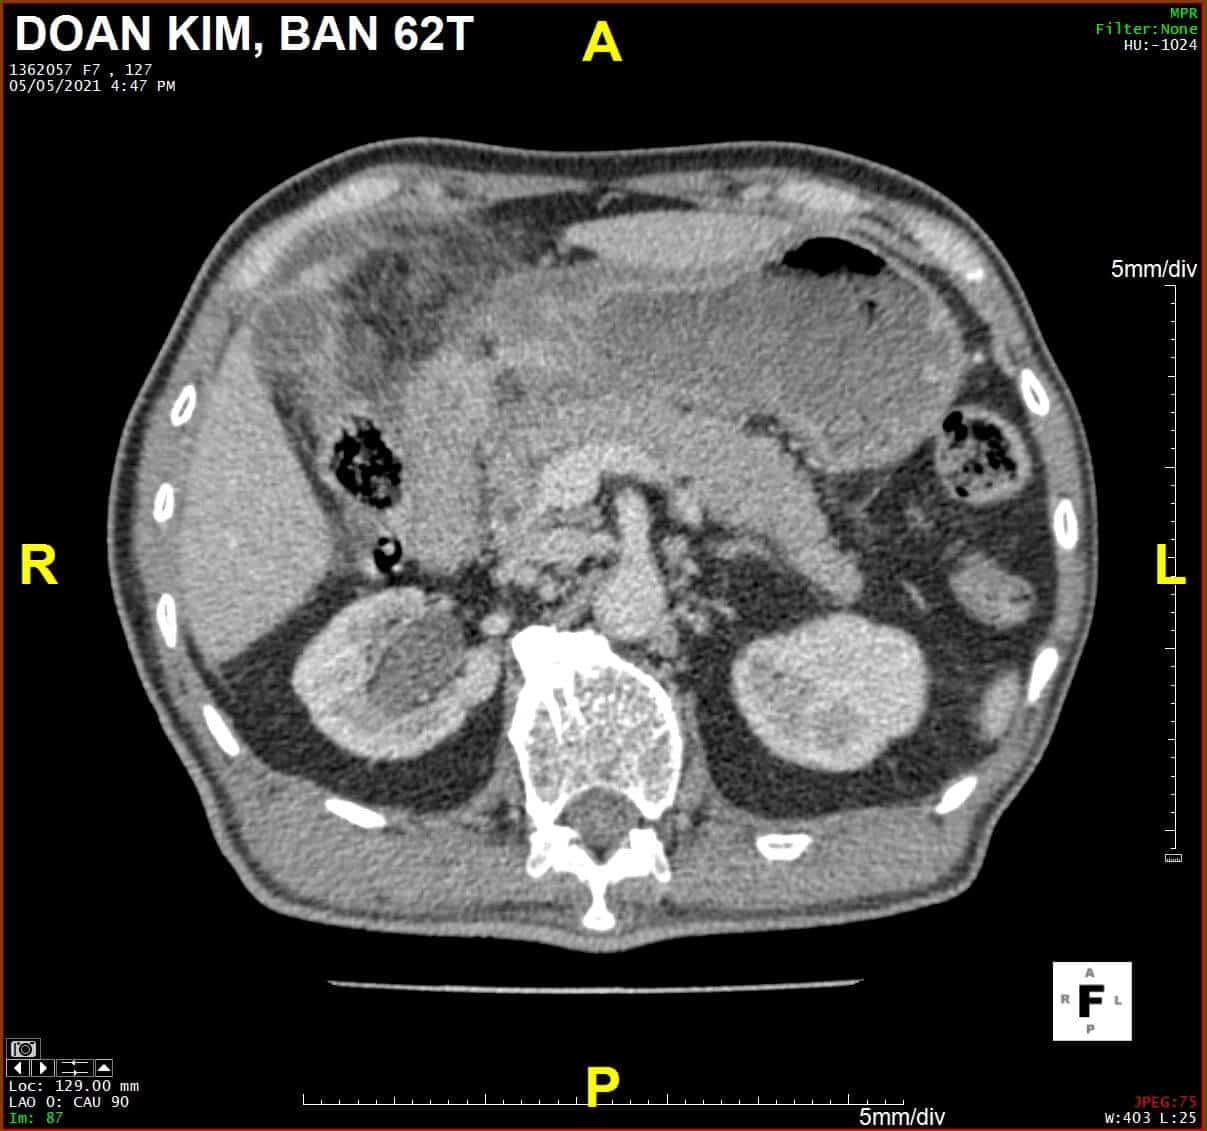 DOAN KIM, BAN 62T
1362057 F7 , 127
05/05/2021 4:47 PM
A
MPR
Filter:None
HU:-1024
5mm/div
R
L
A
R F L
P
P
Loc: 129.00 mm
LAO 0: CAU 90
Im: 87
5mm/div
JPEG:75
W:403 L:25